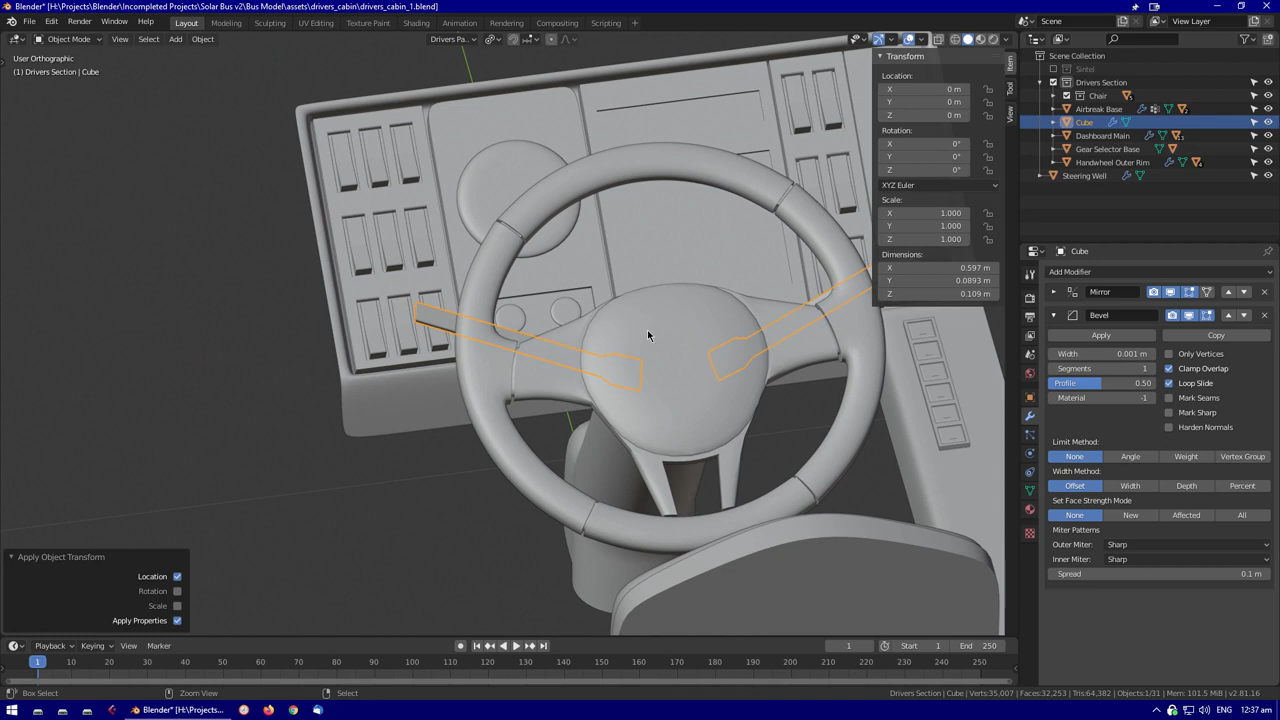 Blender* [H:\Projects\Blender\Incompleted Projects\Solar Bus v2\Bus Model\assets\drivers_cabin\drivers_cabin_1.blend]
File Edit Render Window Help Layout Modeling Sculpting UV Editing Texture Paint Shading Animation Rendering Compositing Scripting Scene View Layer
Object Mode View Select Add Object Drivers Pa..
User Orthographic
(1) Drivers Section | Cube
Transform
Location:
X 0 m
Y 0 m
Z 0 m
Rotation:
X 0°
Y 0°
Z 0°
XYZ Euler
Scale:
X 1.000
Y 1.000
Z 1.000
Dimensions:
X 0.597 m
Y 0.0893 m
Z 0.109 m
Item
Tool
View
Scene Collection
Sintel
Drivers Section
Chair
Airbreak Base
Cube
Dashboard Main
Gear Selector Base
Handwheel Outer Rim
Steering Well
Cube
Add Modifier
Mirror
Bevel
Apply Copy
Width 0.001 m Only Vertices
Segments 1 Clamp Overlap
Profile 0.50 Loop Slide
Material -1 Mark Seams
Mark Sharp
Harden Normals
Limit Method:
None Angle Weight Vertex Group
Width Method:
Offset Width Depth Percent
Set Face Strength Mode
None New Affected All
Miter Patterns
Outer Miter: Sharp
Inner Miter: Sharp
Spread 0.1 m
Apply Object Transform
Location
Rotation
Scale
Apply Properties
Playback Keying View Marker 1 Start 1 End 250
1 10 20 30 40 50 60 70 80 90 100 110 120 130 140 150 160 170 180 190 200 210 220 230 240 250
Box Select Zoom View Select Drivers Section | Cube | Verts:35,007 | Faces:32,253 | Tris:64,382 | Objects:1/31 | Mem: 101.5 MiB | v2.81.16
Blender* [H:\Projects... ENG 12:37 am